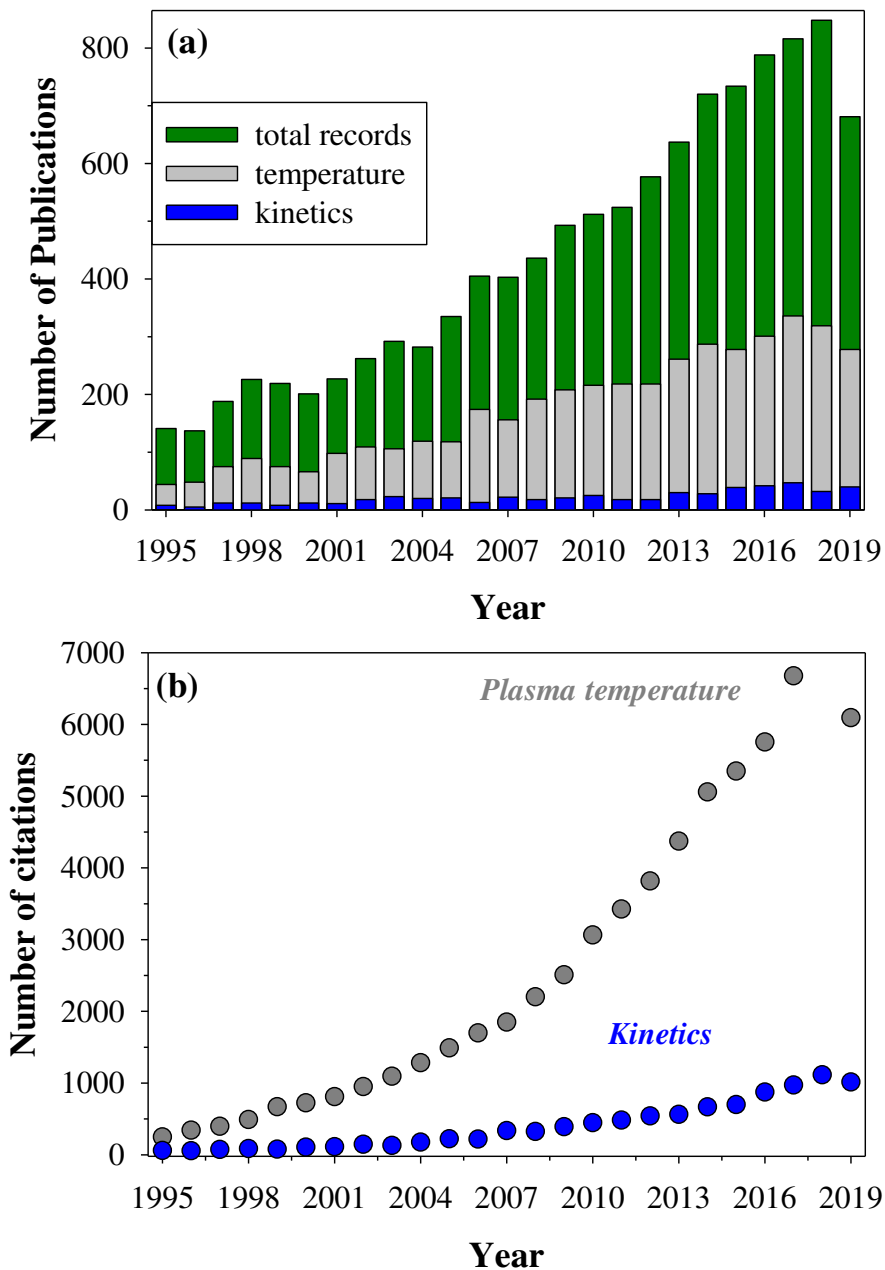 (a)
800
600
400
200
0
Number of Publications
total records
temperature
kinetics
1995 1998 2001 2004 2007 2010 2013 2016 2019
Year
(b)
7000
6000
5000
4000
3000
2000
1000
0
Number of citations
Plasma temperature
Kinetics
1995 1998 2001 2004 2007 2010 2013 2016 2019
Year